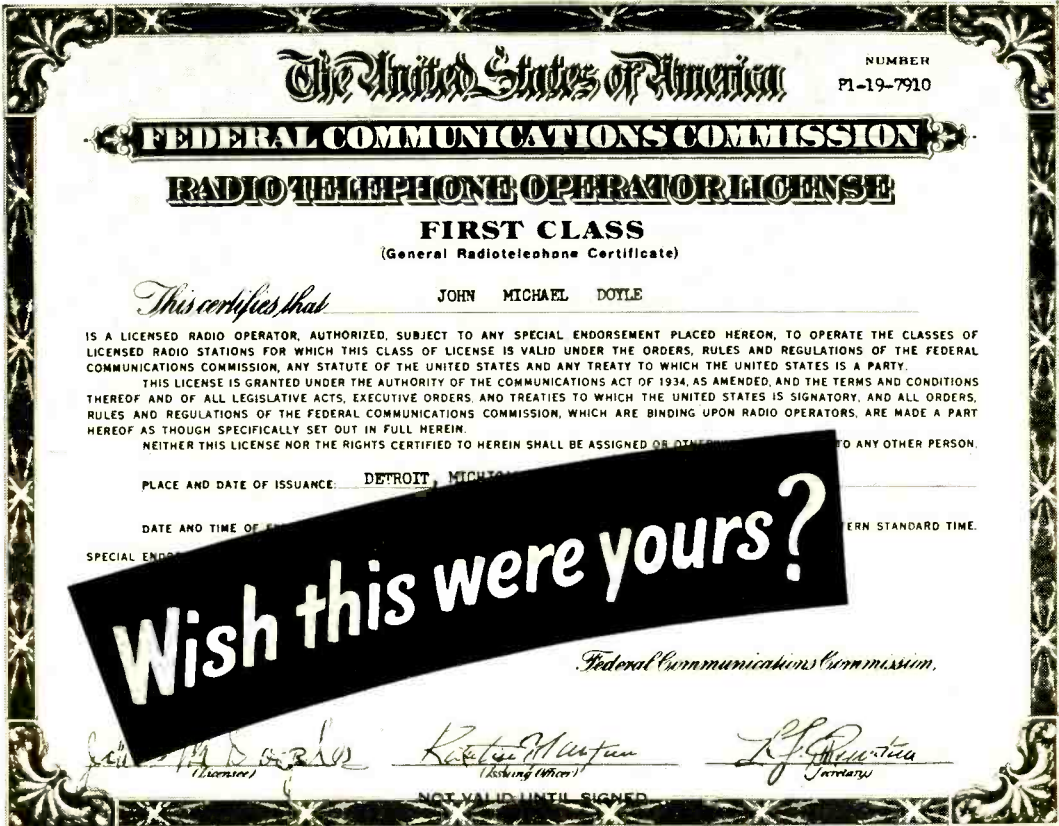 The United States of America
NUMBER
P1-19-7910
FEDERAL COMMUNICATIONS COMMISSION
RADIO TELEPHONE OPERATOR LICENSE
FIRST CLASS
(General Radiotelephone Certificate)
This certifies that JOHN MICHAEL DOYLE
IS A LICENSED RADIO OPERATOR, AUTHORIZED, SUBJECT TO ANY SPECIAL ENDORSEMENT PLACED HEREON, TO OPERATE THE CLASSES OF
LICENSED RADIO STATIONS FOR WHICH THIS CLASS OF LICENSE IS VALID UNDER THE ORDERS, RULES AND REGULATIONS OF THE FEDERAL
COMMUNICATIONS COMMISSION, ANY STATUTE OF THE UNITED STATES AND ANY TREATY TO WHICH THE UNITED STATES IS A PARTY.
THIS LICENSE IS GRANTED UNDER THE AUTHORITY OF THE COMMUNICATIONS ACT OF 1934, AS AMENDED, AND THE TERMS AND CONDITIONS
THEREOF AND OF ALL LEGISLATIVE ACTS, EXECUTIVE ORDERS, AND TREATIES TO WHICH THE UNITED STATES IS SIGNATORY, AND ALL ORDERS,
RULES AND REGULATIONS OF THE FEDERAL COMMUNICATIONS COMMISSION, WHICH ARE BINDING UPON RADIO OPERATORS, ARE MADE A PART
HEREOF AS THOUGH SPECIFICALLY SET OUT IN FULL HEREIN.
NEITHER THIS LICENSE NOR THE RIGHTS CERTIFIED TO HEREIN SHALL BE ASSIGNED OR TO ANY OTHER PERSON.
PLACE AND DATE OF ISSUANCE: DETROIT,
DATE AND TIME OF STANDARD TIME.
SPECIAL
Wish this were yours?
Federal Communications Commission,
(Licensee)
(Issuing Officer)
Secretary
NOT VALID UNTIL SIGNED